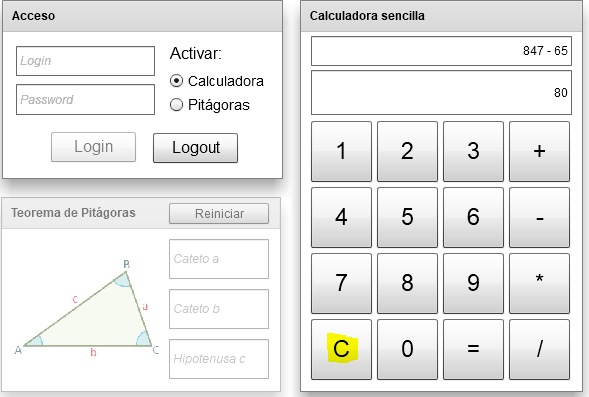 Acceso
Login
Password
Activar:
Calculadora
Pitágoras
Login
Logout
Teorema de Pitágoras
Reiniciar
Cateto a
Cateto b
Hipotenusa c
B
c
a
A
b
C
Calculadora sencilla
847 - 65
80
1 2 3 +
4 5 6 -
7 8 9 *
C 0 = /